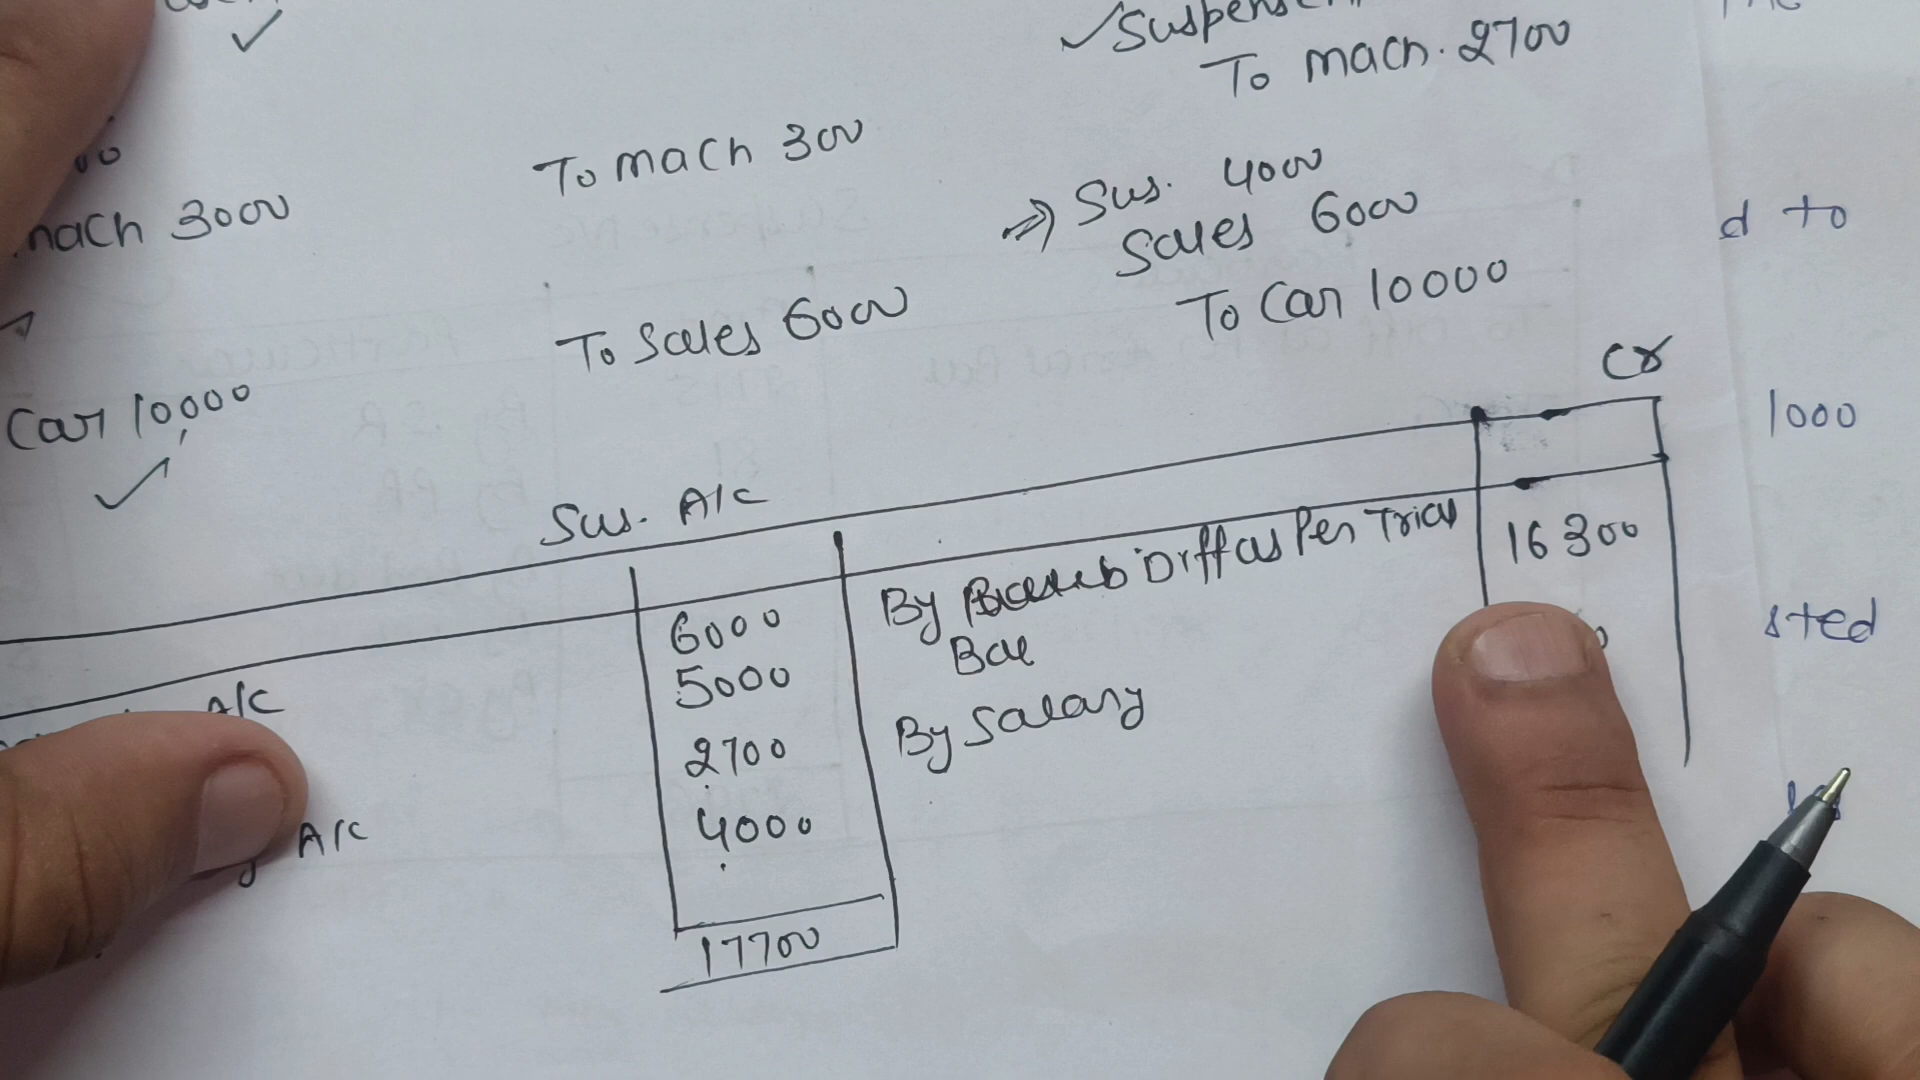 To mach. 2700
To mach 300
mach 3000
⇒ Sus. 4000
Sales 6000
To Car 10000
To Sales 6000
Car 10,000
Cr
Sus. A/C
6000 By Diff as Per Trial 16300
5000 Bal
A/C 2700 By Salary
A/C 4000
17700
d to
1000
sted